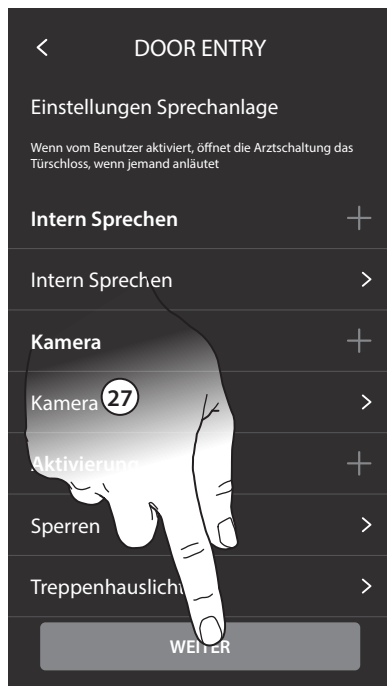 DOOR ENTRY
Einstellungen Sprechanlage
Wenn vom Benutzer aktiviert, öffnet die Arztschaltung das
Türschloss, wenn jemand anläutet
Intern Sprechen
Intern Sprechen
Kamera
Kamera 27
Aktivierung
Sperren
Treppenhauslicht
WEITER